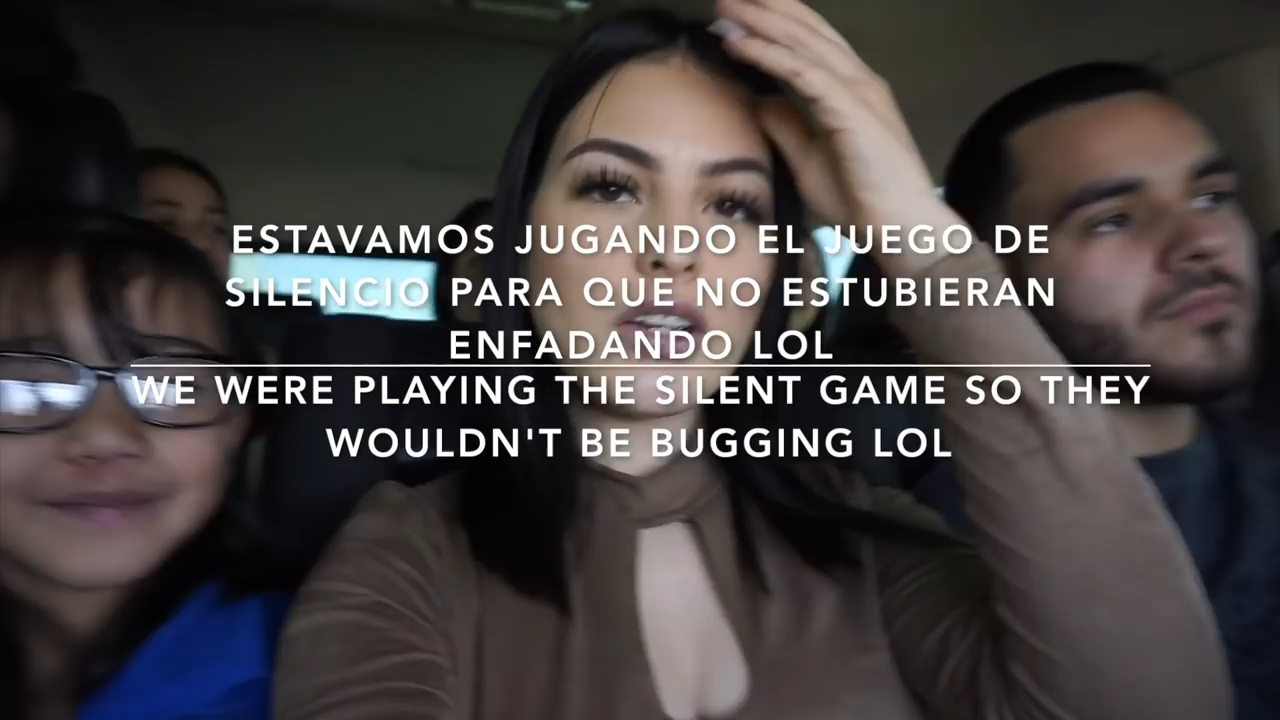 ESTAVAMOS JUGANDO EL JUEGO DE
SILENCIO PARA QUE NO ESTUBIERAN
ENFADANDO LOL
WE WERE PLAYING THE SILENT GAME SO THEY
WOULDN'T BE BUGGING LOL